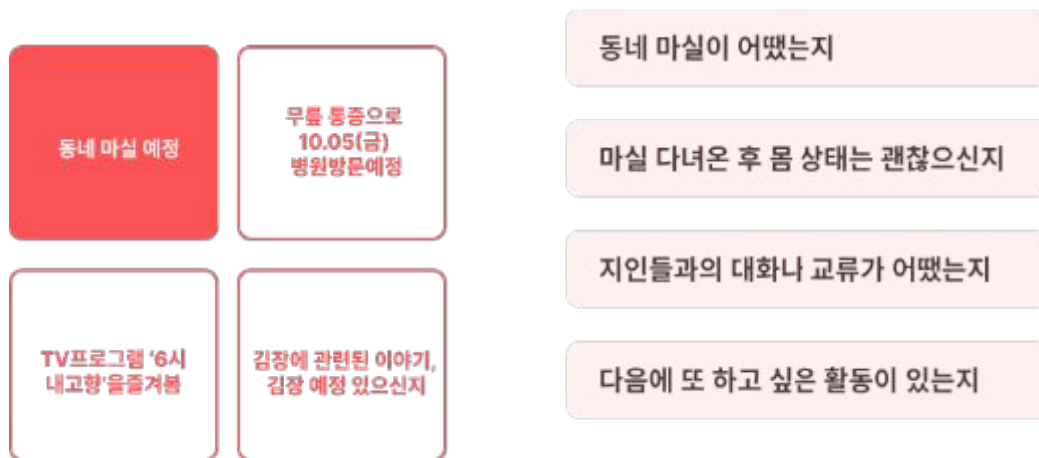 동네 마실 예정
무릎 통증으로
10.05(금)
병원방문예정
TV프로그램 '6시
내고향'을즐겨봄
김장에 관련된 이야기,
김장 예정 있으신지
동네 마실이 어땠는지
마실 다녀온 후 몸 상태는 괜찮으신지
지인들과의 대화나 교류가 어땠는지
다음에 또 하고 싶은 활동이 있는지